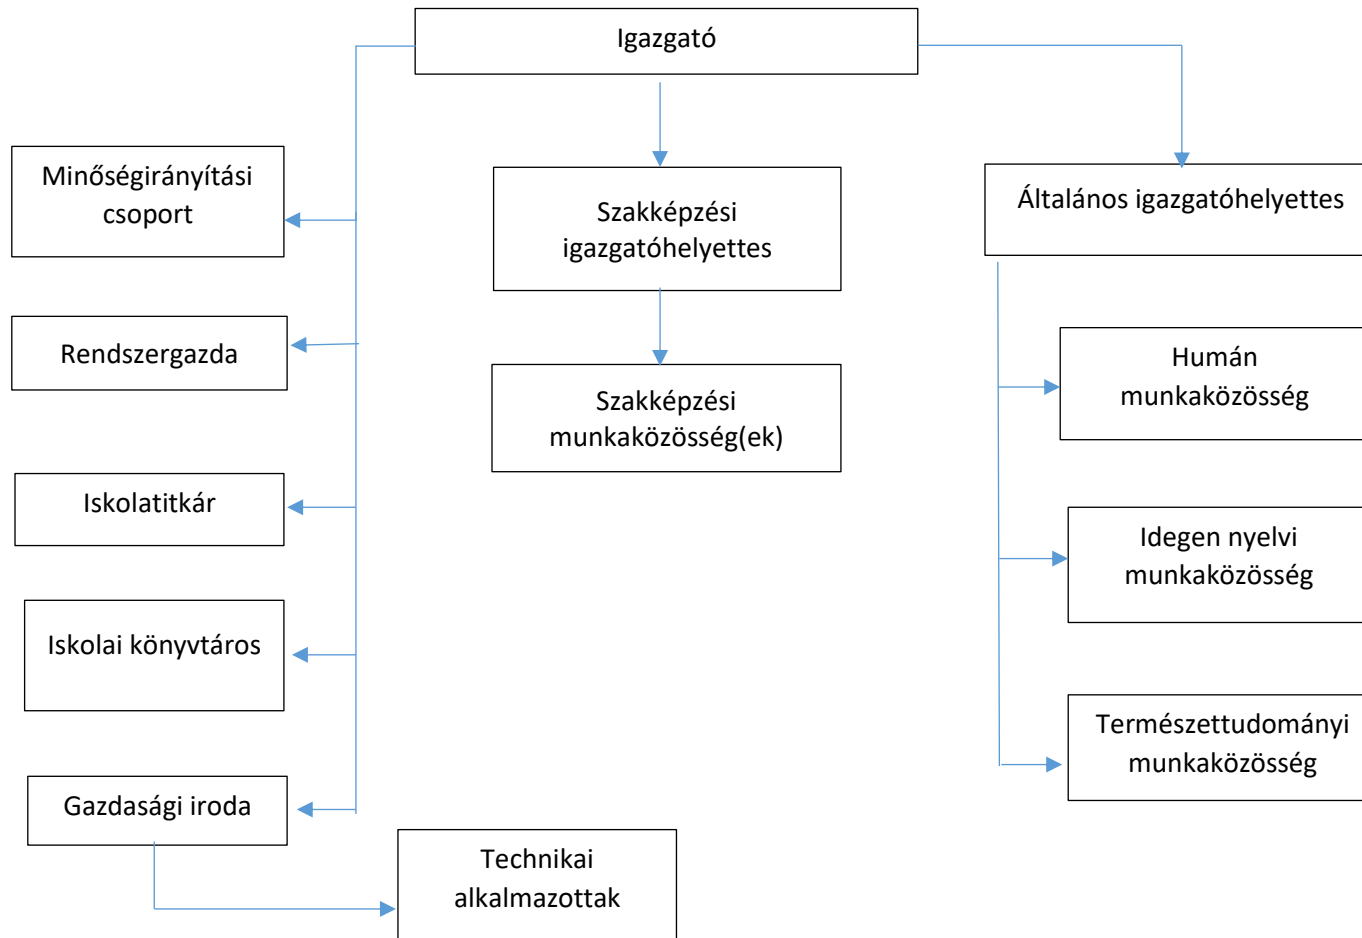 Igazgató
Minőségirányítási
csoport
Szakképzési
igazgatóhelyettes
Általános igazgatóhelyettes
Rendszergazda
Szakképzési
munkaközösség(ek)
Humán
munkaközösség
Iskolatitkár
Idegen nyelvi
munkaközösség
Iskolai könyvtáros
Természettudományi
munkaközösség
Gazdasági iroda
Technikai
alkalmazottak